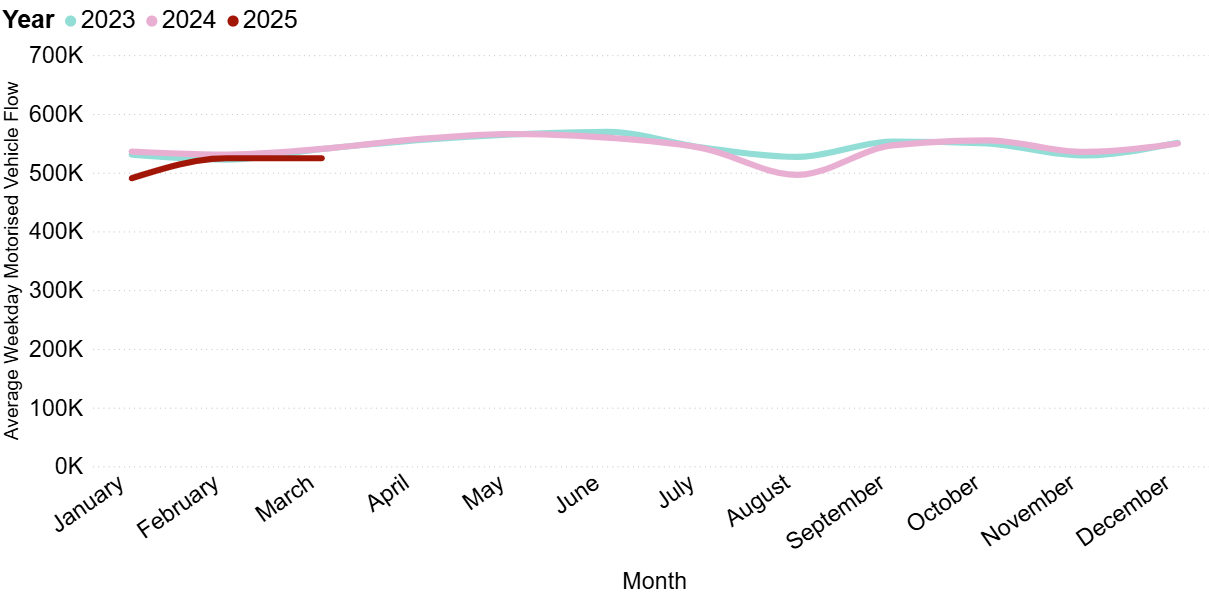 Year 2023 2024 2025
Average Weekday Motorised Vehicle Flow
700K
600K
500K
400K
300K
200K
100K
0K
January
February
March
April
May
June
July
August
September
October
November
December
Month